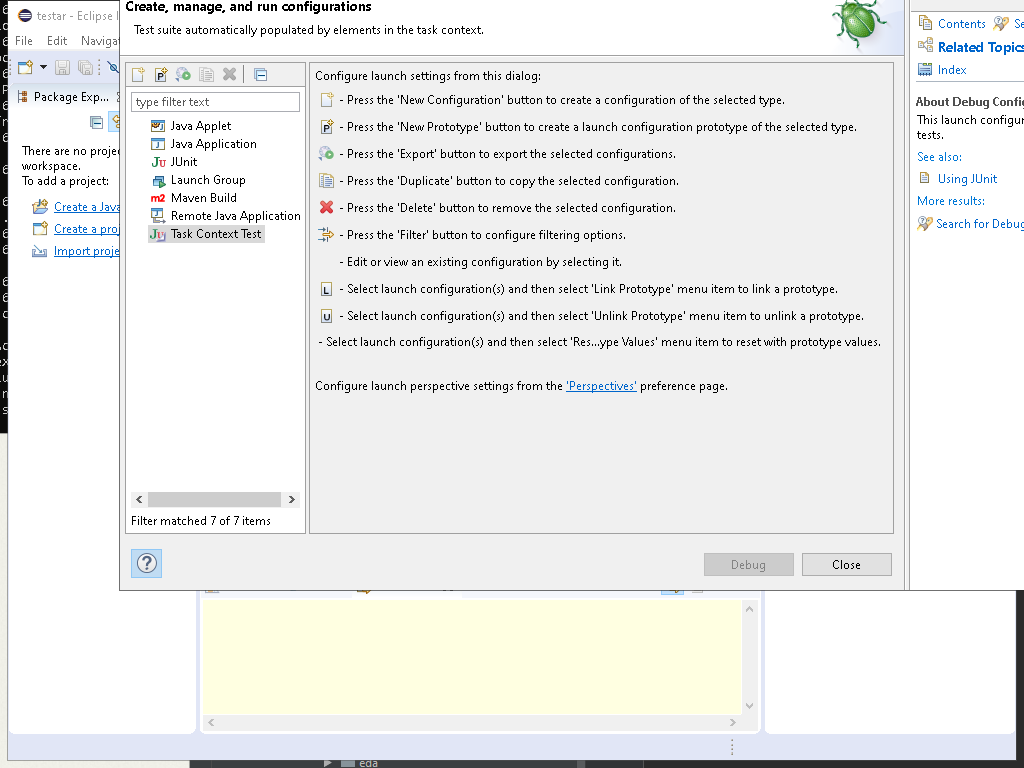 testar - Eclipse
File Edit
Package Exp...
There are no
workspace.
To add a project:
Create a Java
Create a
Import
Create, manage, and run configurations
Test suite automatically populated by elements in the task context.
type filter text
Java Applet
Java Application
JUnit
Launch Group
Maven Build
Remote Java Application
Task Context Test
Filter matched 7 of 7 items
Configure launch settings from this dialog:
- Press the 'New Configuration' button to create a configuration of the selected type.
- Press the 'New Prototype' button to create a launch configuration prototype of the selected type.
- Press the 'Export' button to export the selected configurations.
- Press the 'Duplicate' button to copy the selected configuration.
- Press the 'Delete' button to remove the selected configuration.
- Press the 'Filter' button to configure filtering options.
- Edit or view an existing configuration by selecting it.
- Select launch configuration(s) and then select 'Link Prototype' menu item to link a prototype.
- Select launch configuration(s) and then select 'Unlink Prototype' menu item to unlink a prototype.
- Select launch configuration(s) and then select 'Res...ype Values' menu item to reset with prototype values.
Configure launch perspective settings from the 'Perspectives' preference page.
Debug
Close
Contents
Related Topics
Index
About Debug
This launch
tests.
See also:
Using JUnit
More results:
Search for Debug
eda